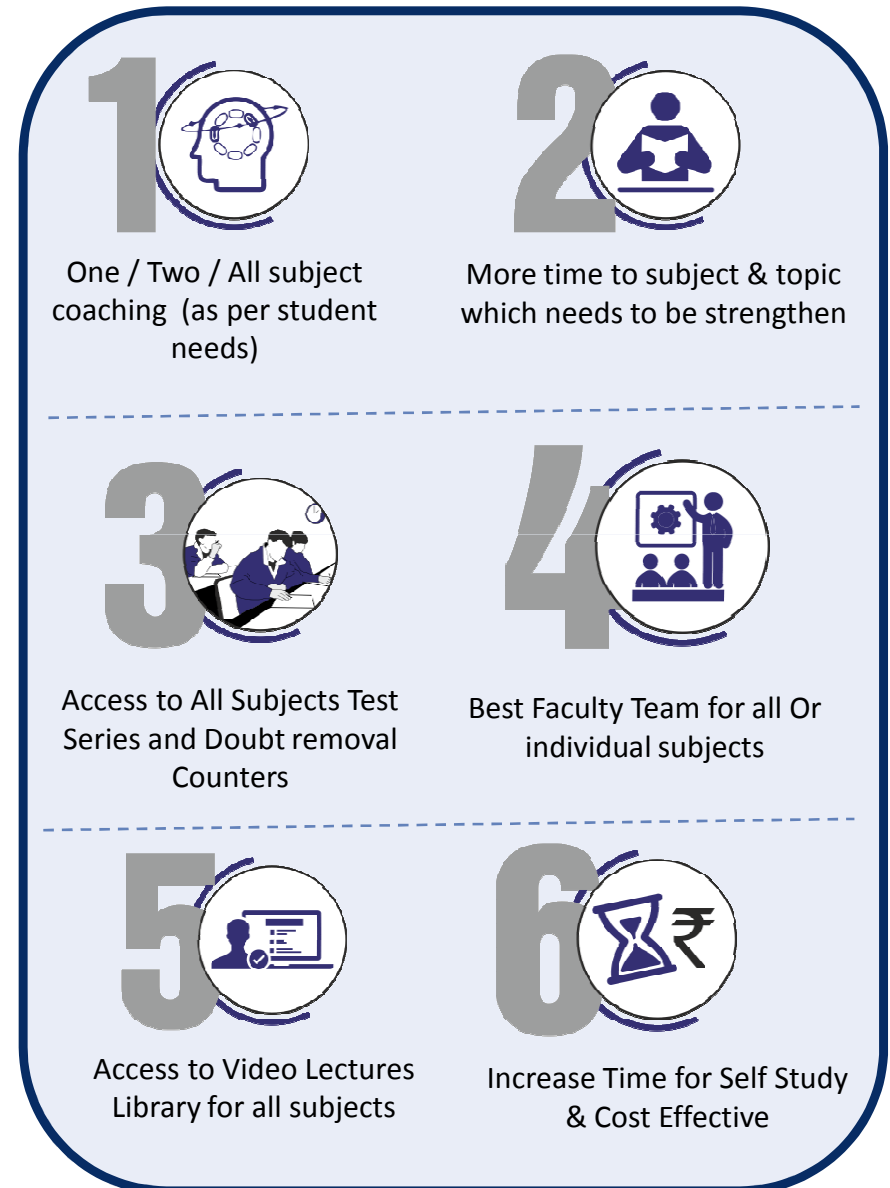 1
One / Two / All subject
coaching (as per student
needs)
2
More time to subject & topic
which needs to be strengthen
3
Access to All Subjects Test
Series and Doubt removal
Counters
4
Best Faculty Team for all Or
individual subjects
5
Access to Video Lectures
Library for all subjects
6
₹
Increase Time for Self Study
& Cost Effective